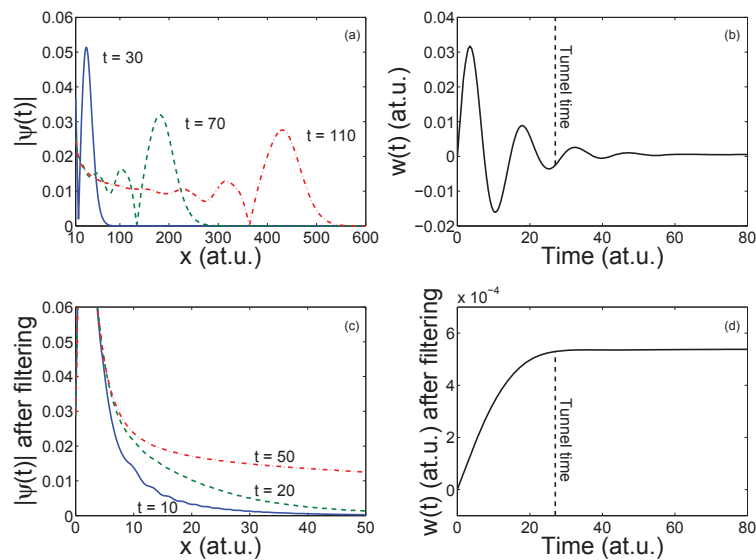 (a)
t = 30
t = 70
t = 110
|ψ(t)|
0.06
0.05
0.04
0.03
0.02
0.01
0
10 100 200 300 400 500 600
x (at.u.)
(b)
w(t) (at.u.)
0.04
0.03
0.02
0.01
0
−0.01
−0.02
Tunnel time
0 20 40 60 80
Time (at.u.)
(c)
|ψ(t)| after filtering
0.06
0.05
0.04
0.03
0.02
0.01
0
t = 50
t = 20
t = 10
0 10 20 30 40 50
x (at.u.)
x 10⁻⁴
(d)
w(t) (at.u.) after filtering
6
4
2
0
Tunnel time
0 20 40 60 80
Time (at.u.)